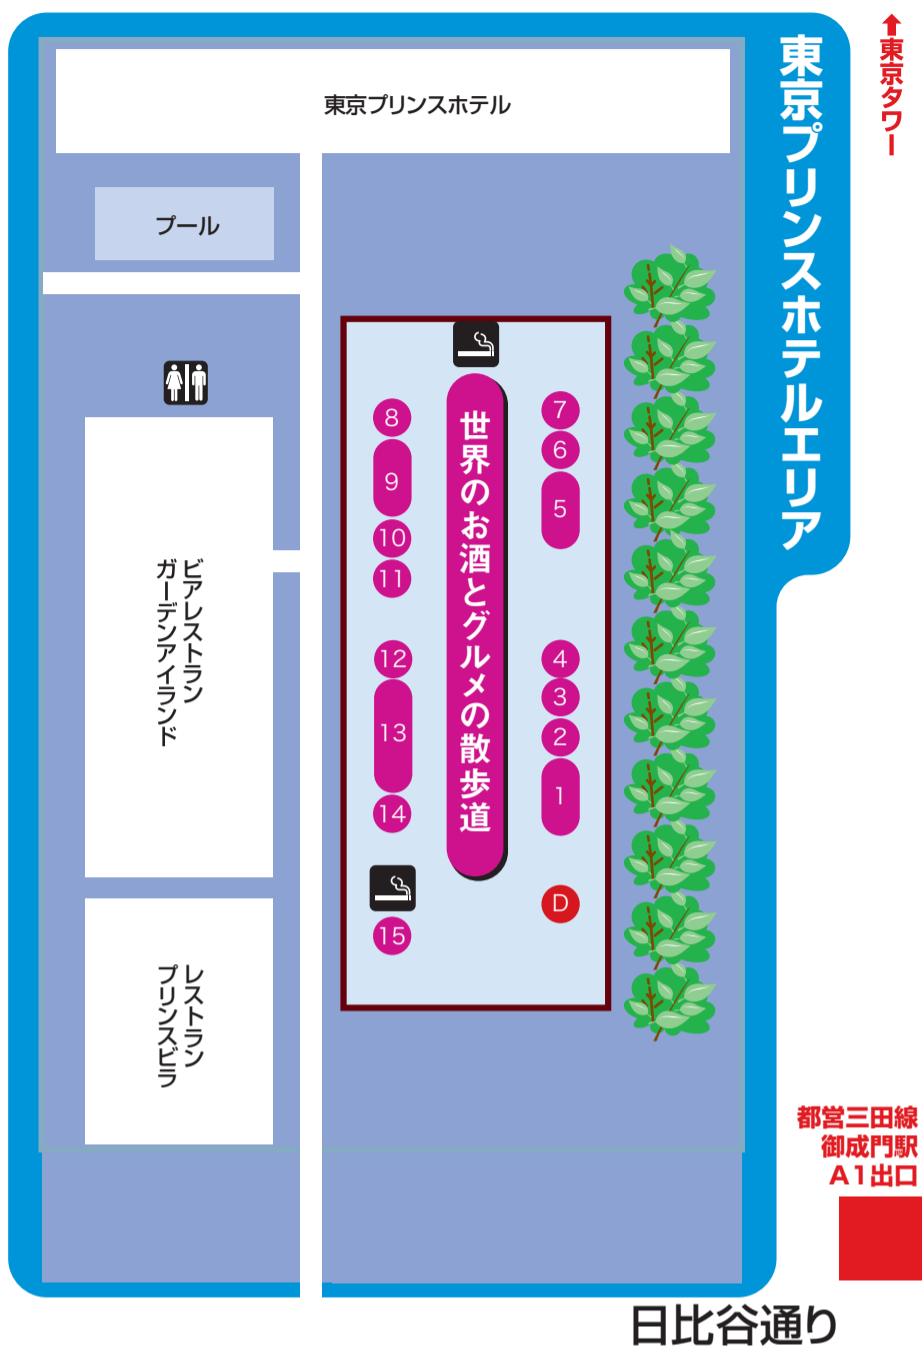 ↑東京タワー
東京プリンスホテルエリア
東京プリンスホテル
プール
世界のお酒とグルメの散歩道
8
9
10
11
12
13
14
15
7
6
5
4
3
2
1
D
ビアレストラン
ガーデンアイランド
レストラン
プリンスビラ
都営三田線
御成門駅
A1出口
日比谷通り